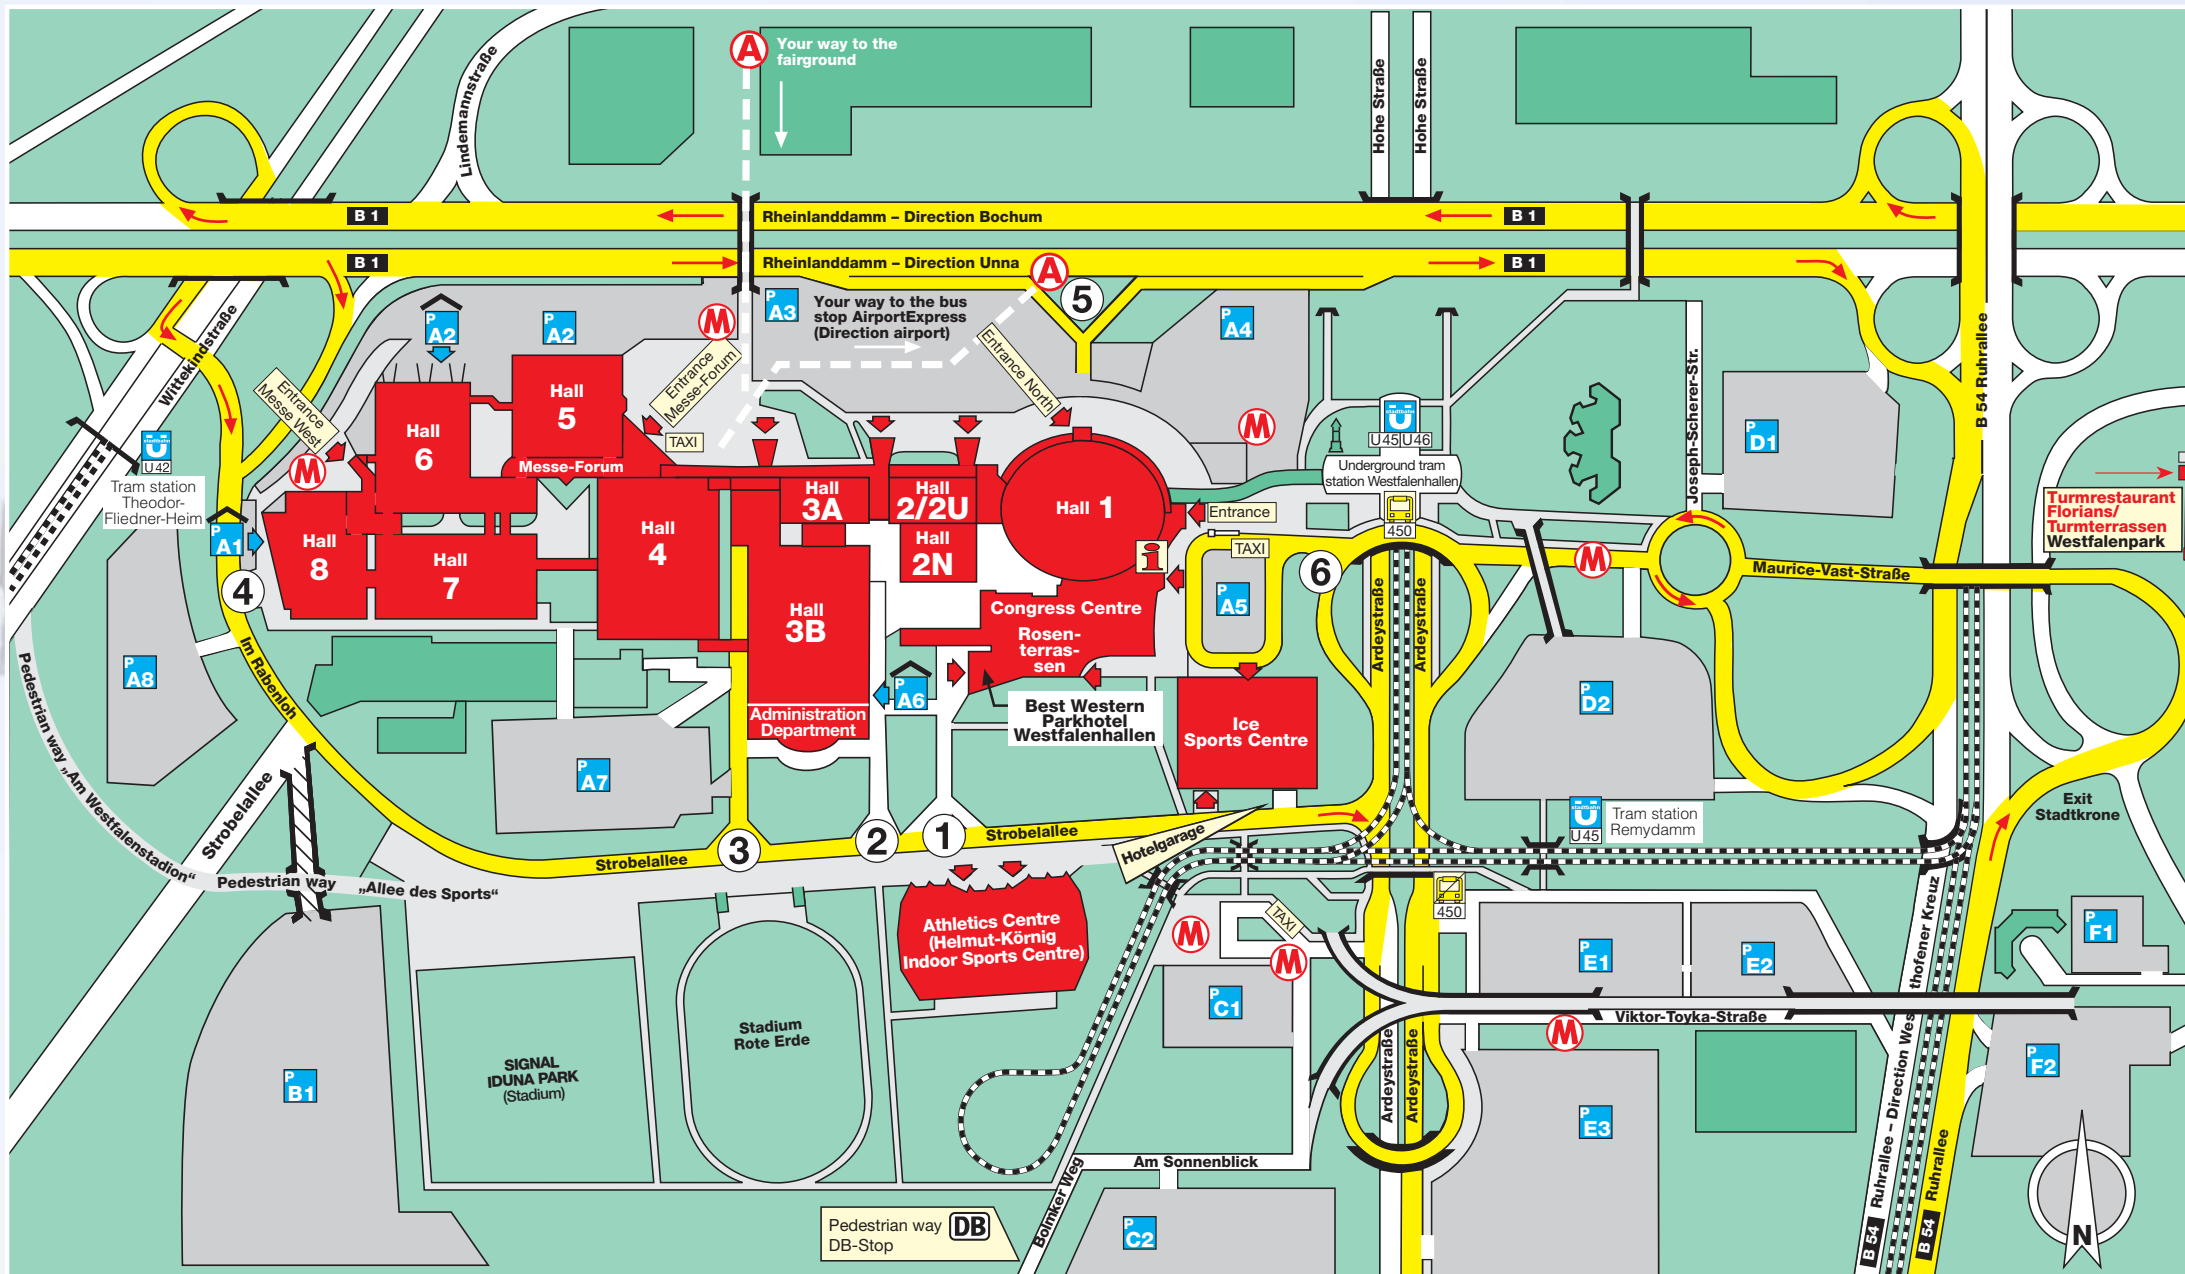 A
Your way to the
fairground
Lindemannstraße
Hohe Straße
Hohe Straße
B 1
Rheinlanddamm – Direction Bochum
B 1
B 1
Rheinlanddamm – Direction Unna
B 1
A
5
Wittekindstraße
P
A2
P
A2
M
P
A3
Your way to the bus
stop AirportExpress
(Direction airport)
P
A4
B 54 Ruhrallee
Entrance
Messe West
Entrance
Messe-Forum
Entrance North
Joseph-Scherer-Str.
Hall
5
Hall
6
TAXI
M
stadtbahn
U
U45
U46
P
D1
stadtbahn
U
U 42
Tram station
Theodor-
Fliedner-Heim
M
Messe-Forum
Underground tram
station Westfalenhallen
450
Turmrestaurant
Florians/
Turmterrassen
Westfalenpark
Hall
3A
Hall
2/2U
Hall 1
Entrance
P
A1
Hall
8
Hall
7
Hall
4
Hall
2N
i
TAXI
6
M
Maurice-Vast-Straße
4
Hall
3B
Congress Centre
Rosen-
terras-
sen
P
A5
Ardeystraße
Ardeystraße
Im Rabenloh
P
A8
P
A6
Best Western
Parkhotel
Westfalenhallen
P
D2
Administration
Department
Ice
Sports Centre
P
A7
Pedestrian way „Am Westfalenstadion“
Strobelallee
stadtbahn
U
U45
Tram station
Remydamm
Exit
Stadtkrone
3
2
1
Strobelallee
Strobelallee
Hotelgarage
Pedestrian way
„Allee des Sports“
450
TAXI
Athletics Centre
(Helmut-Körnig
Indoor Sports Centre)
M
M
P
E1
P
E2
P
F1
P
C1
Viktor-Toyka-Straße
M
Stadium
Rote Erde
SIGNAL
IDUNA PARK
(Stadium)
P
B1
Ardeystraße
Ardeystraße
P
E3
P
F2
B 54 Ruhrallee – Direction Westhofener Kreuz
B 54 Ruhrallee
Am Sonnenblick
Bolmker Weg
Pedestrian way DB
DB-Stop
P
C2
N